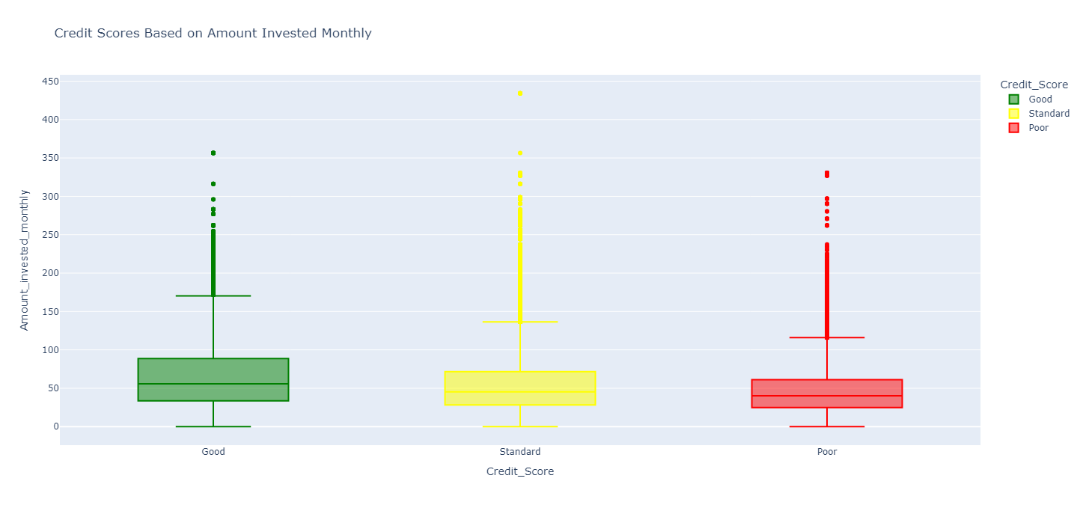 Credit Scores Based on Amount Invested Monthly
Credit_Score
Good
Standard
Poor
Amount_invested_monthly
450
400
350
300
250
200
150
100
50
0
Good
Standard
Poor
Credit_Score